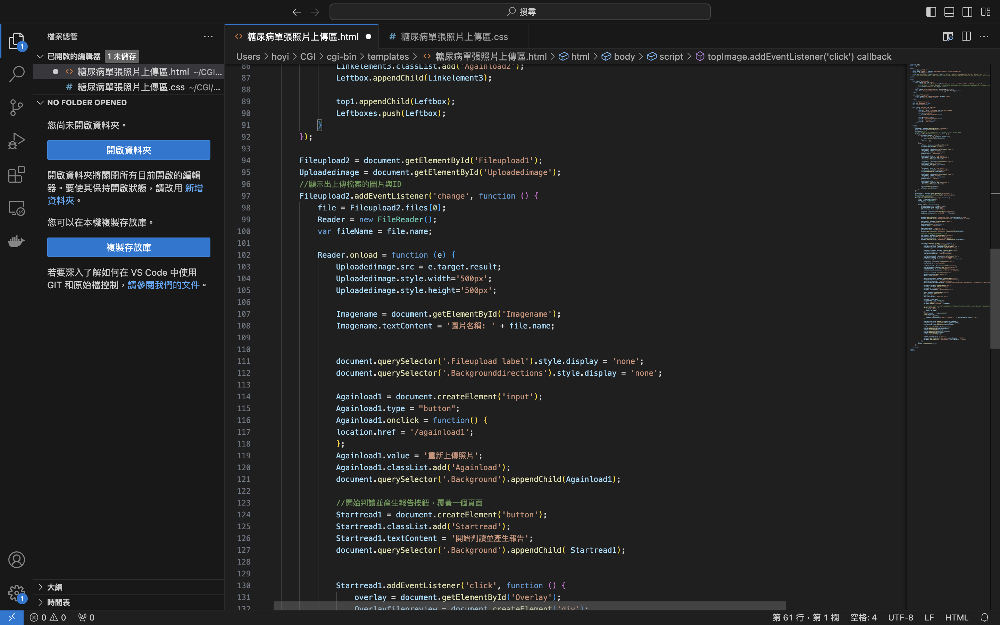 搜尋
檔案總管
已開啟的編輯器 1 未儲存
糖尿病單張照片上傳區.html ~/CGI...
糖尿病單張照片上傳區.css ~/CGI/...
NO FOLDER OPENED
您尚未開啟資料夾。
開啟資料夾
開啟資料夾將關閉所有目前開啟的編輯
器。要使其保持開啟狀態，請改用 新增
資料夾。
您可以在本機複製存放庫。
複製存放庫
若要深入了解如何在 VS Code 中使用
GIT 和原始檔控制，請參閱我們的文件。
大綱
時間表
1
1
糖尿病單張照片上傳區.html
# 糖尿病單張照片上傳區.css
Users > hoyi > CGI > cgi-bin > templates > 糖尿病單張照片上傳區.html > html > body > script > topImage.addEventListener('click') callback
86 Linkelement3.classList.add('Againload2');
87 Leftbox.appendChild(Linkelement3);
88
89 top1.appendChild(Leftbox);
90 Leftboxes.push(Leftbox);
91 }
92 });
93
94 Fileupload2 = document.getElementById('Fileupload1');
95 Uploadedimage = document.getElementById('Uploadedimage');
96 //顯示出上傳檔案的圖片與ID
97 Fileupload2.addEventListener('change', function () {
98 file = Fileupload2.files[0];
99 Reader = new FileReader();
100 var fileName = file.name;
101
102 Reader.onload = function (e) {
103 Uploadedimage.src = e.target.result;
104 Uploadedimage.style.width='500px';
105 Uploadedimage.style.height='500px';
106
107 Imagename = document.getElementById('Imagename');
108 Imagename.textContent = '圖片名稱: ' + file.name;
109
110
111 document.querySelector('.Fileupload label').style.display = 'none';
112 document.querySelector('.Backgrounddirections').style.display = 'none';
113
114 Againload1 = document.createElement('input');
115 Againload1.type = "button";
116 Againload1.onclick = function() {
117 location.href = '/againload1';
118 };
119 Againload1.value = '重新上傳照片';
120 Againload1.classList.add('Againload');
121 document.querySelector('.Background').appendChild(Againload1);
122
123 //開始判讀並產生報告按鈕，覆蓋一個頁面
124 Startread1 = document.createElement('button');
125 Startread1.classList.add('Startread');
126 Startread1.textContent = '開始判讀並產生報告';
127 document.querySelector('.Background').appendChild( Startread1);
128
129
130 Startread1.addEventListener('click', function () {
131 overlay = document.getElementById('Overlay');
132 Overlayfilepreview = document.createElement('div');
0 0 0
第 61 行，第 1 欄 空格: 4 UTF-8 LF HTML